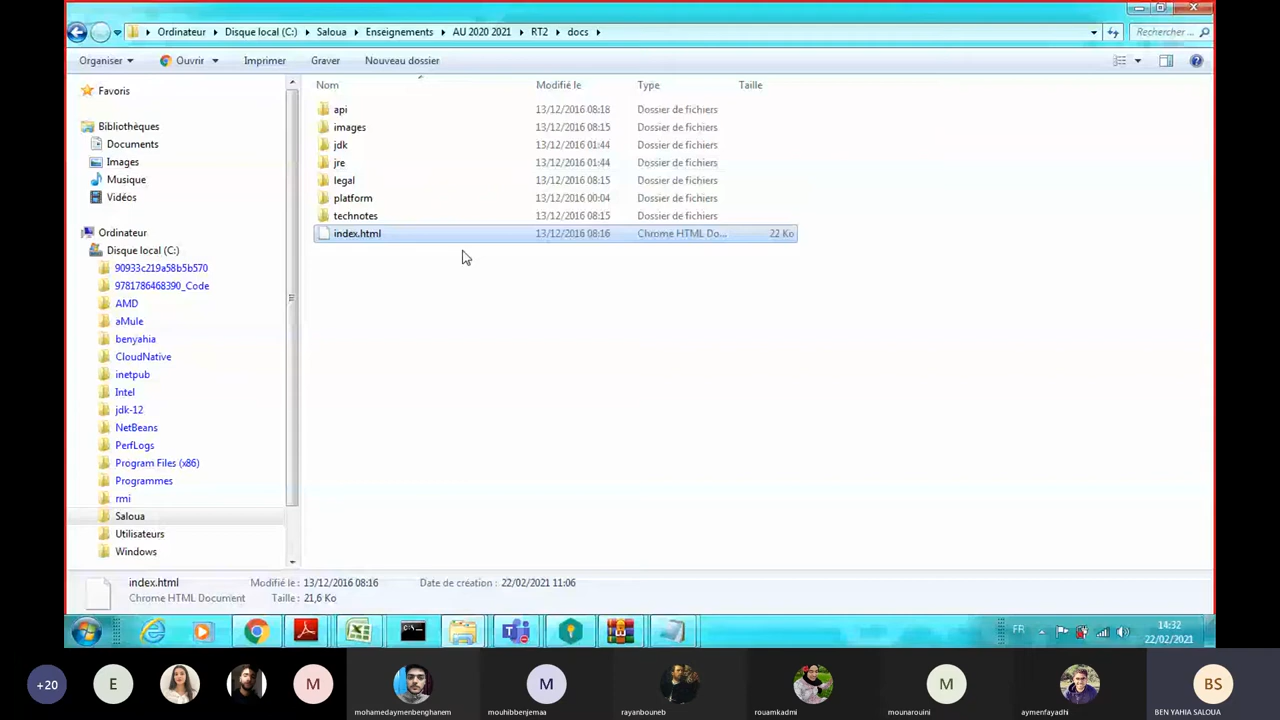 Ordinateur Disque local (C:) Saloua Enseignements AU 2020 2021 RT2 docs Rechercher ...
Organiser Ouvrir Imprimer Graver Nouveau dossier
Favoris
Bibliothèques
Documents
Images
Musique
Vidéos
Ordinateur
Disque local (C:)
90933c219a58b5b570
9781786468390_Code
AMD
aMule
benyahia
CloudNative
inetpub
Intel
jdk-12
NetBeans
PerfLogs
Program Files (x86)
Programmes
rmi
Saloua
Utilisateurs
Windows
Nom Modifié le Type Taille
api 13/12/2016 08:18 Dossier de fichiers
images 13/12/2016 08:15 Dossier de fichiers
jdk 13/12/2016 01:44 Dossier de fichiers
jre 13/12/2016 01:44 Dossier de fichiers
legal 13/12/2016 08:15 Dossier de fichiers
platform 13/12/2016 00:04 Dossier de fichiers
technotes 13/12/2016 08:15 Dossier de fichiers
index.html 13/12/2016 08:16 Chrome HTML Do... 22 Ko
index.html Modifié le : 13/12/2016 08:16 Date de création : 22/02/2021 11:06
Chrome HTML Document Taille : 21,6 Ko
FR 14:32
22/02/2021
+20 E M M M BS
mohamedaymenbenghanem mouhibbenjemaa rayanbouneb rouamkadmi mounarouini aymenfayadhi BEN YAHIA SALOUA